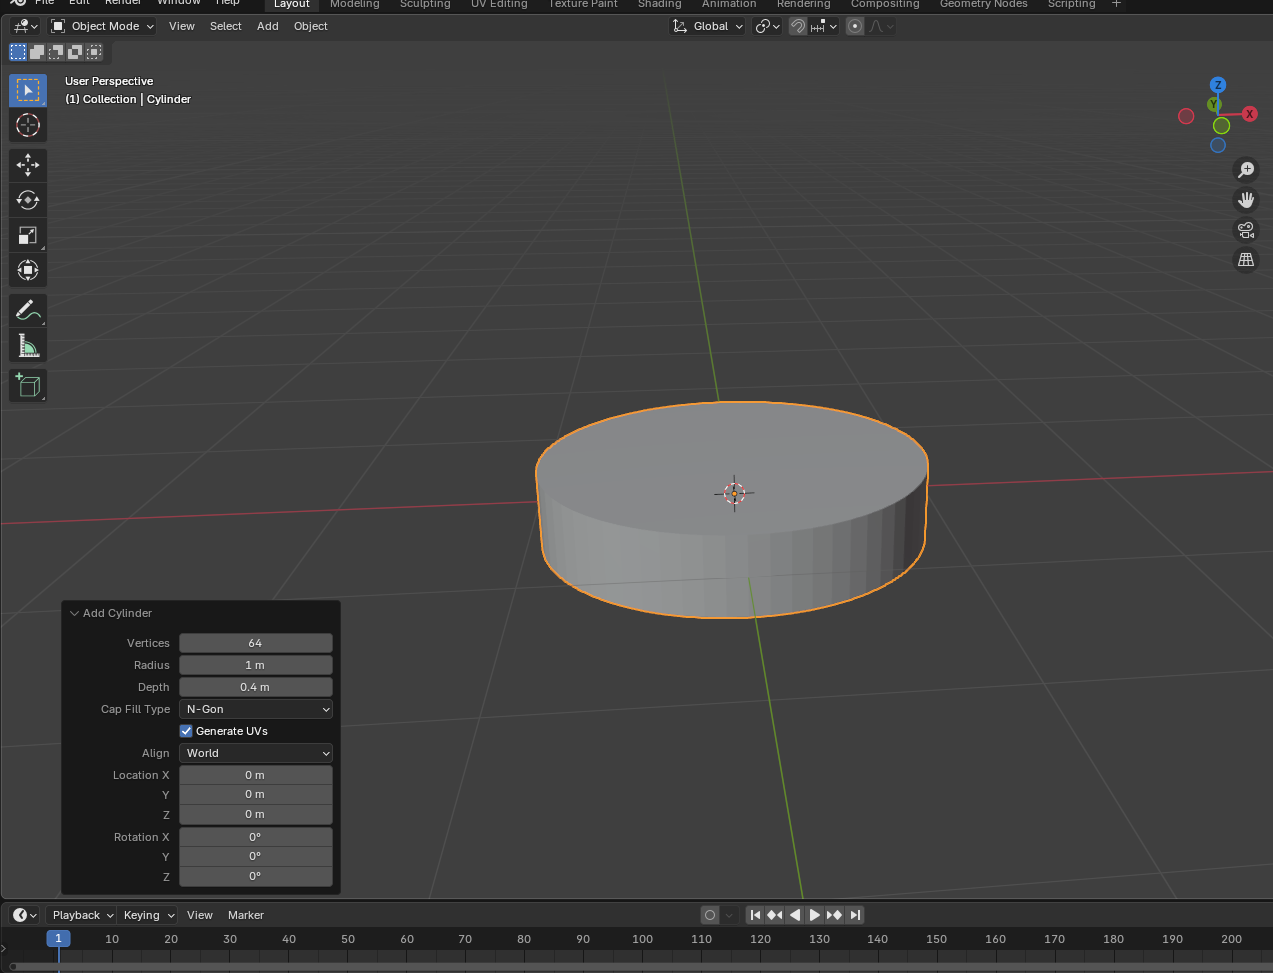 File Edit Render Window Help Layout Modeling Sculpting UV Editing Texture Paint Shading Animation Rendering Compositing Geometry Nodes Scripting +
Object Mode View Select Add Object Global
User Perspective
(1) Collection | Cylinder
Z
Y
X
Add Cylinder
Vertices 64
Radius 1 m
Depth 0.4 m
Cap Fill Type N-Gon
Generate UVs
Align World
Location X 0 m
Y 0 m
Z 0 m
Rotation X 0°
Y 0°
Z 0°
Playback Keying View Marker
1 10 20 30 40 50 60 70 80 90 100 110 120 130 140 150 160 170 180 190 200